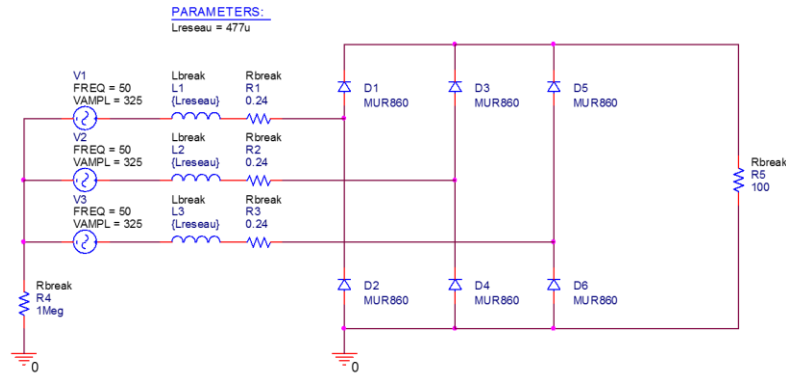 PARAMETERS:
Lreseau = 477u
V1
FREQ = 50
VAMPL = 325
Lbreak
L1
{Lreseau}
Rbreak
R1
0.24
D1
MUR860
D3
MUR860
D5
MUR860
V2
FREQ = 50
VAMPL = 325
Lbreak
L2
{Lreseau}
Rbreak
R2
0.24
Rbreak
R5
100
V3
FREQ = 50
VAMPL = 325
Lbreak
L3
{Lreseau}
Rbreak
R3
0.24
Rbreak
R4
1Meg
D2
MUR860
D4
MUR860
D6
MUR860
0
0